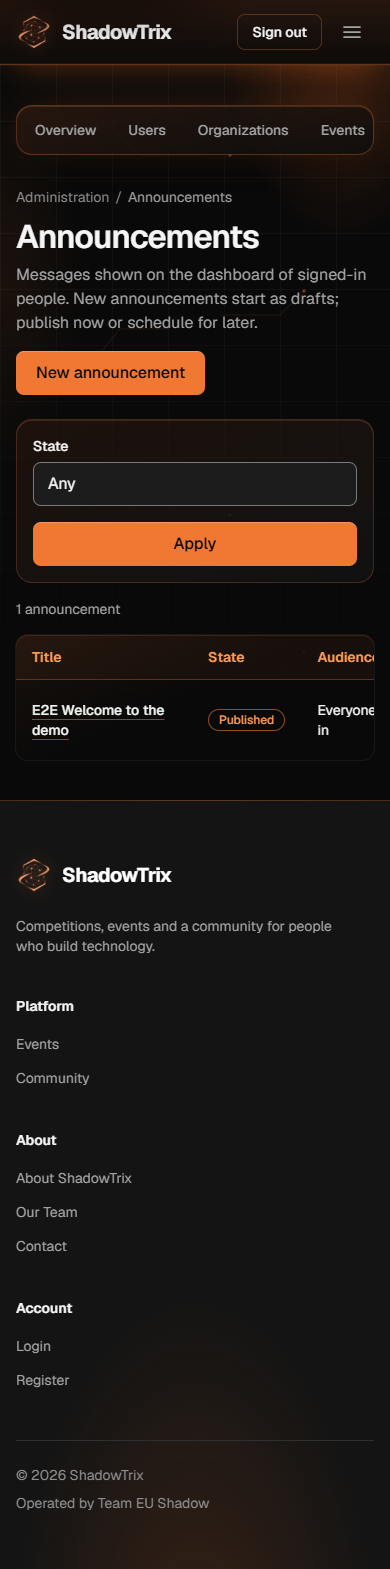 ShadowTrix
Sign out
Overview Users Organizations Events
Administration / Announcements
Announcements
Messages shown on the dashboard of signed-in
people. New announcements start as drafts;
publish now or schedule for later.
New announcement
State
Any
Apply
1 announcement
Title State Audience
E2E Welcome to the
demo
Published
Everyone
in
ShadowTrix
Competitions, events and a community for people
who build technology.
Platform
Events
Community
About
About ShadowTrix
Our Team
Contact
Account
Login
Register
© 2026 ShadowTrix
Operated by Team EU Shadow